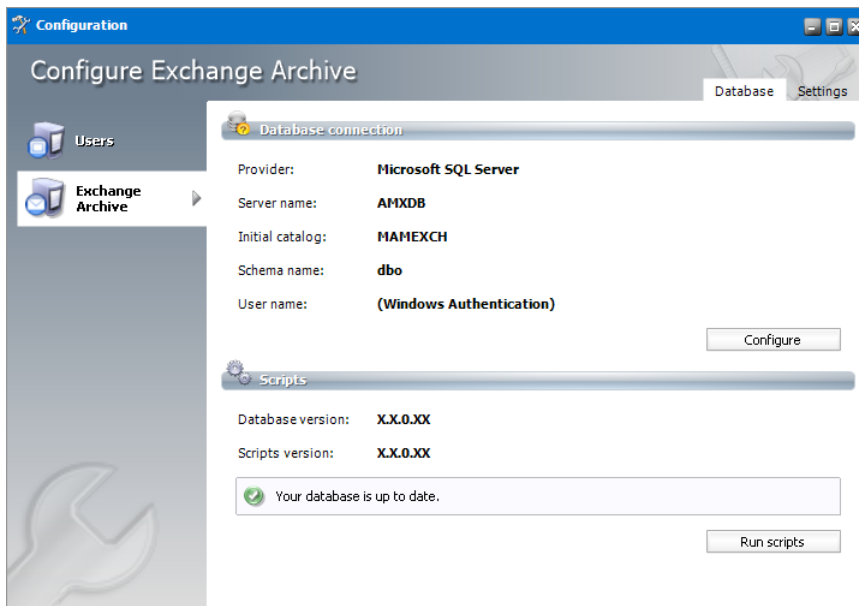 Configuration
Configure Exchange Archive
Database Settings
Users
Exchange
Archive
Database connection
Provider: Microsoft SQL Server
Server name: AMXDB
Initial catalog: MAMEXCH
Schema name: dbo
User name: (Windows Authentication)
Configure
Scripts
Database version: X.X.0.XX
Scripts version: X.X.0.XX
Your database is up to date.
Run scripts